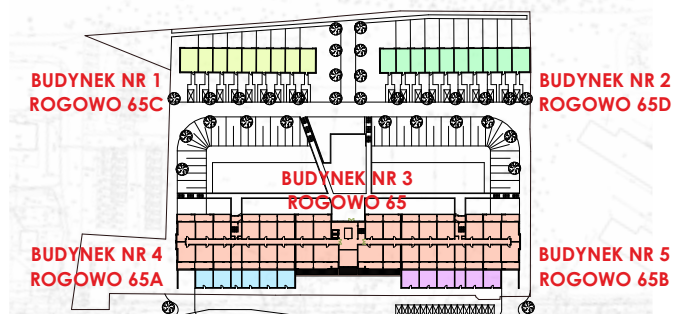 BUDYNEK NR 1
ROGOWO 65C
BUDYNEK NR 2
ROGOWO 65D
BUDYNEK NR 3
ROGOWO 65
BUDYNEK NR 4
ROGOWO 65A
BUDYNEK NR 5
ROGOWO 65B